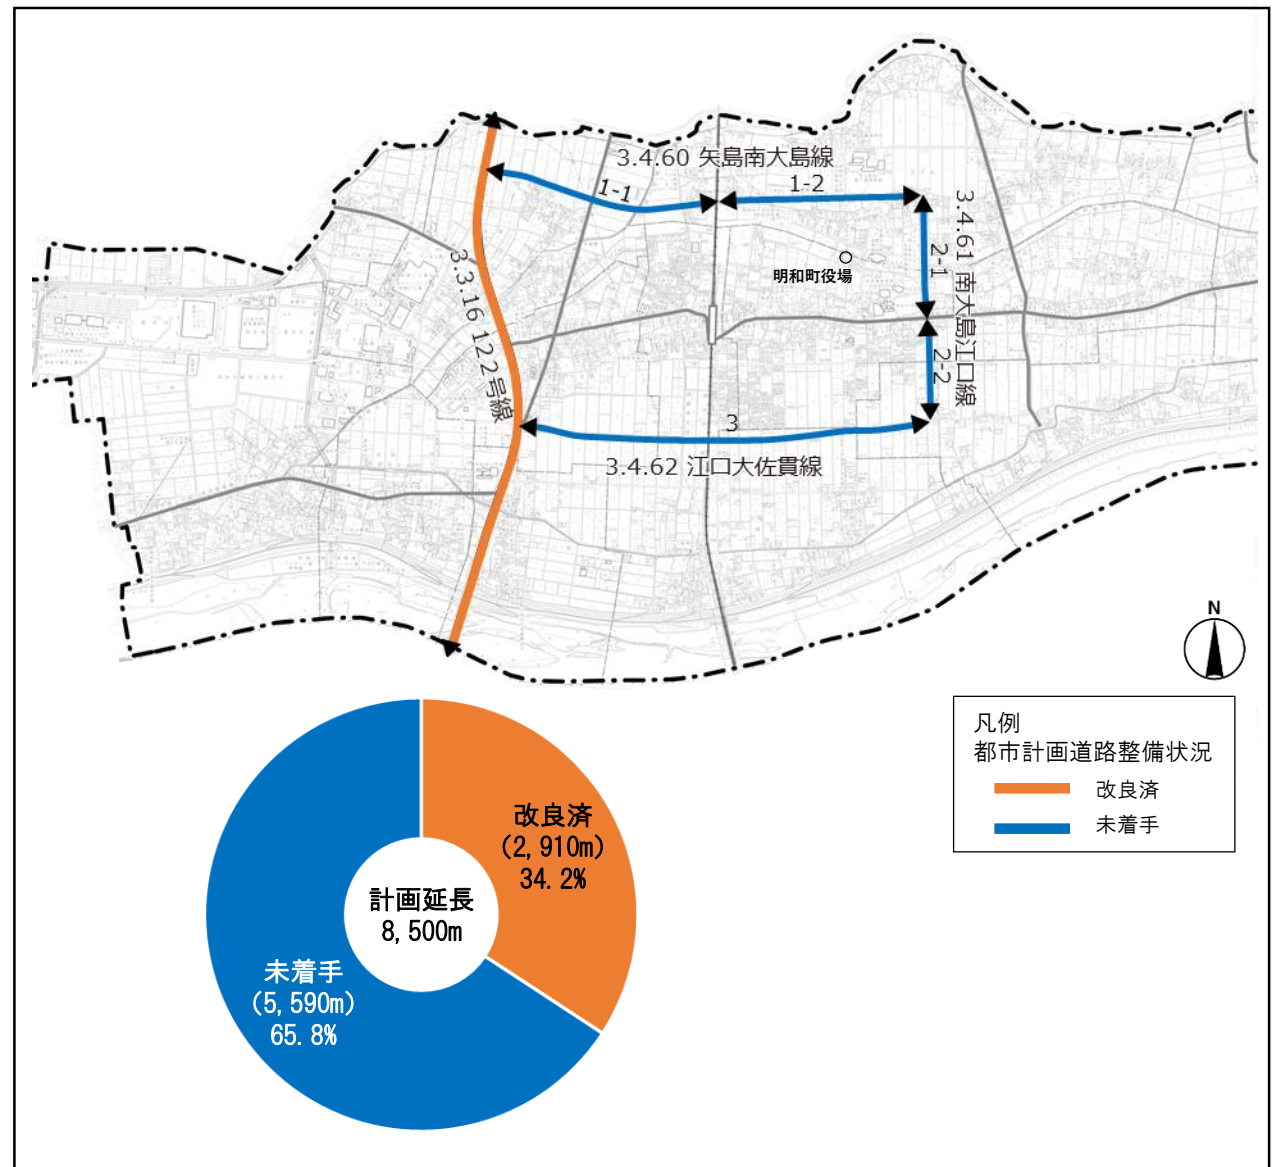 3.4.60 矢島南大島線
1-1
1-2
3.4.61 南大島江口線
2-1
2-2
明和町役場
3.3.16 122号線
3
3.4.62 江口大佐貫線
N
凡例
都市計画道路整備状況
改良済
未着手
改良済
(2,910m)
34.2%
計画延長
8,500m
未着手
(5,590m)
65.8%